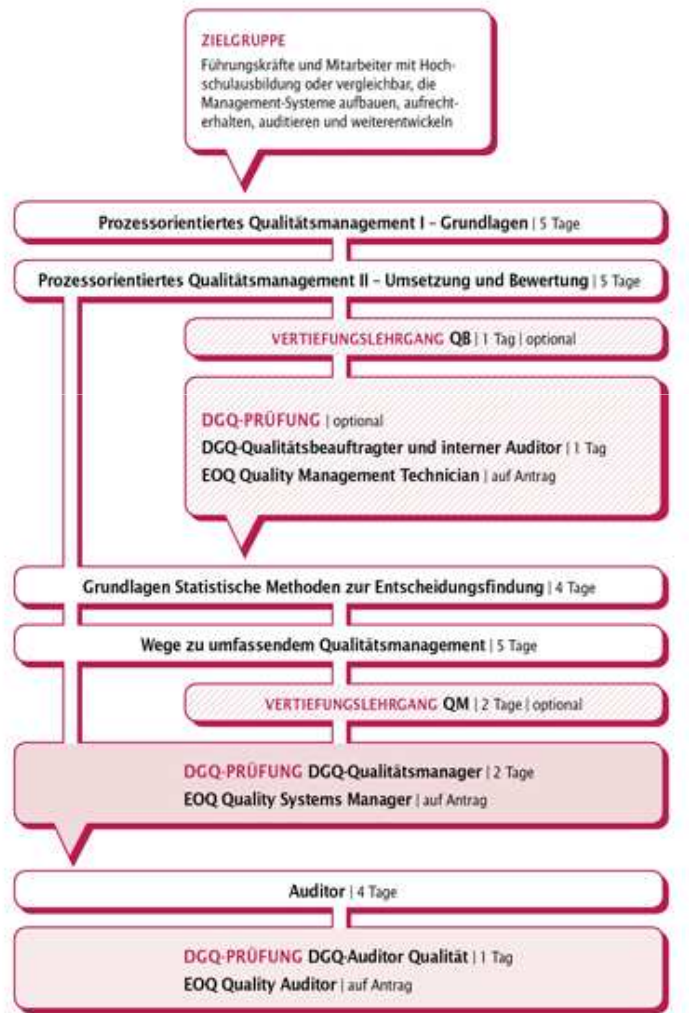 ZIELGRUPPE
Führungskräfte und Mitarbeiter mit Hoch-
schulausbildung oder vergleichbar, die
Management-Systeme aufbauen, aufrecht-
erhalten, auditieren und weiterentwickeln
Prozessorientiertes Qualitätsmanagement I – Grundlagen | 5 Tage
Prozessorientiertes Qualitätsmanagement II – Umsetzung und Bewertung | 5 Tage
VERTIEFUNGSLEHRGANG QB | 1 Tag | optional
DGQ-PRÜFUNG | optional
DGQ-Qualitätsbeauftragter und interner Auditor | 1 Tag
EOQ Quality Management Technician | auf Antrag
Grundlagen Statistische Methoden zur Entscheidungsfindung | 4 Tage
Wege zu umfassendem Qualitätsmanagement | 5 Tage
VERTIEFUNGSLEHRGANG QM | 2 Tage | optional
DGQ-PRÜFUNG DGQ-Qualitätsmanager | 2 Tage
EOQ Quality Systems Manager | auf Antrag
Auditor | 4 Tage
DGQ-PRÜFUNG DGQ-Auditor Qualität | 1 Tag
EOQ Quality Auditor | auf Antrag